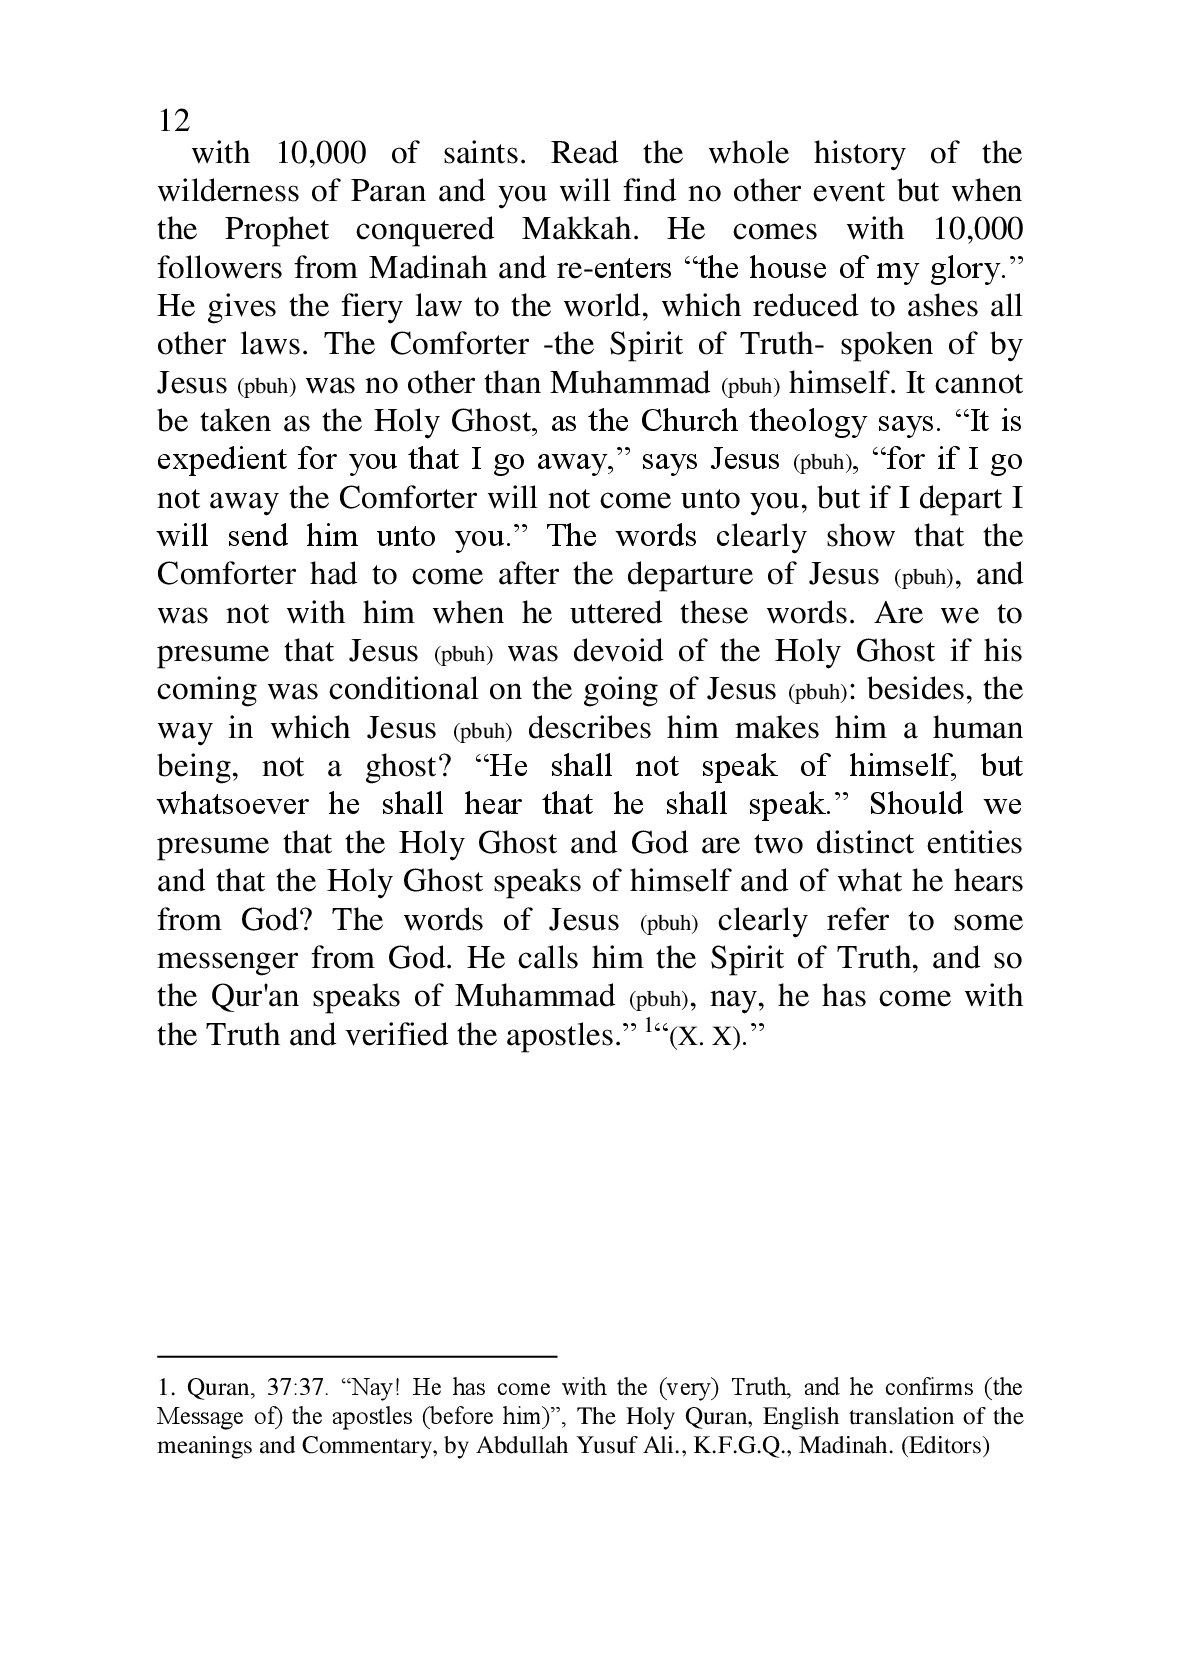 12
with 10,000 of saints. Read the whole history of the
wilderness of Paran and you will find no other event but when
the Prophet conquered Makkah. He comes with 10,000
followers from Madinah and re-enters “the house of my glory.”
He gives the fiery law to the world, which reduced to ashes all
other laws. The Comforter -the Spirit of Truth- spoken of by
Jesus (pbuh) was no other than Muhammad (pbuh) himself. It cannot
be taken as the Holy Ghost, as the Church theology says. “It is
expedient for you that I go away,” says Jesus (pbuh), “for if I go
not away the Comforter will not come unto you, but if I depart I
will send him unto you.” The words clearly show that the
Comforter had to come after the departure of Jesus (pbuh), and
was not with him when he uttered these words. Are we to
presume that Jesus (pbuh) was devoid of the Holy Ghost if his
coming was conditional on the going of Jesus (pbuh): besides, the
way in which Jesus (pbuh) describes him makes him a human
being, not a ghost? “He shall not speak of himself, but
whatsoever he shall hear that he shall speak.” Should we
presume that the Holy Ghost and God are two distinct entities
and that the Holy Ghost speaks of himself and of what he hears
from God? The words of Jesus (pbuh) clearly refer to some
messenger from God. He calls him the Spirit of Truth, and so
the Qur'an speaks of Muhammad (pbuh), nay, he has come with
the Truth and verified the apostles.” 1“(X. X).”
1. Quran, 37:37. “Nay! He has come with the (very) Truth, and he confirms (the
Message of) the apostles (before him)”, The Holy Quran, English translation of the
meanings and Commentary, by Abdullah Yusuf Ali., K.F.G.Q., Madinah. (Editors)